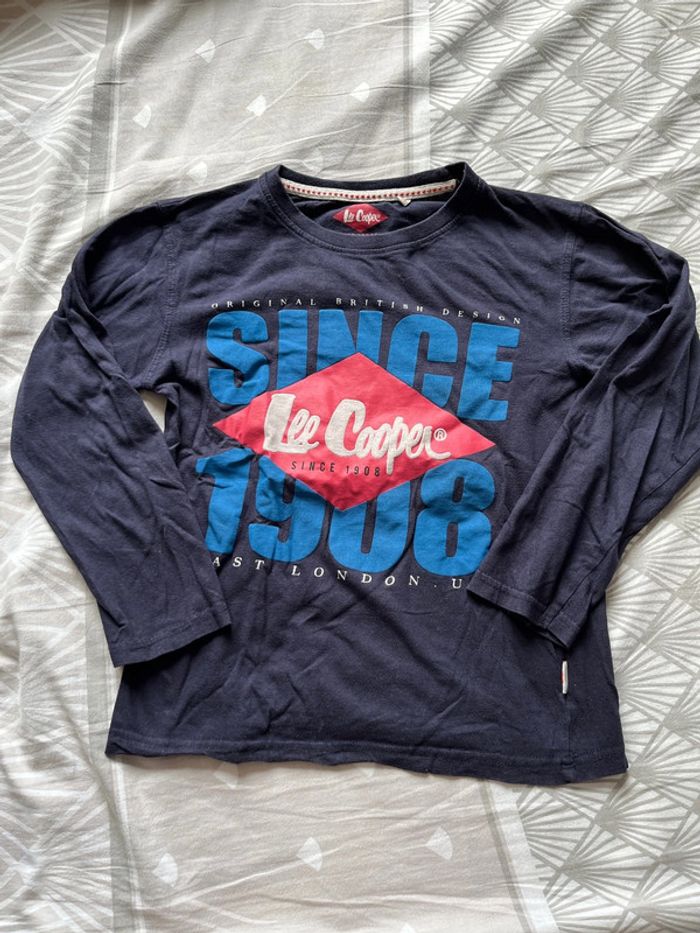 Lee Cooper
ORIGINAL BRITISH DESIGN
SINCE
Lee Cooper®
SINCE 1908
1908
AST LONDON . U